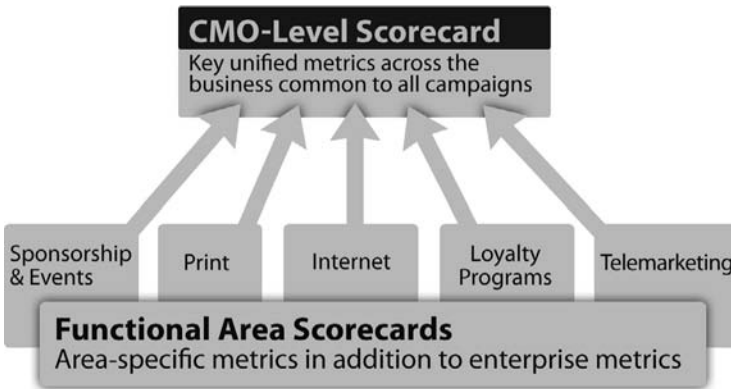 CMO-Level Scorecard
Key unified metrics across the
business common to all campaigns
Sponsorship
& Events
Print
Internet
Loyalty
Programs
Telemarketing
Functional Area Scorecards
Area-specific metrics in addition to enterprise metrics